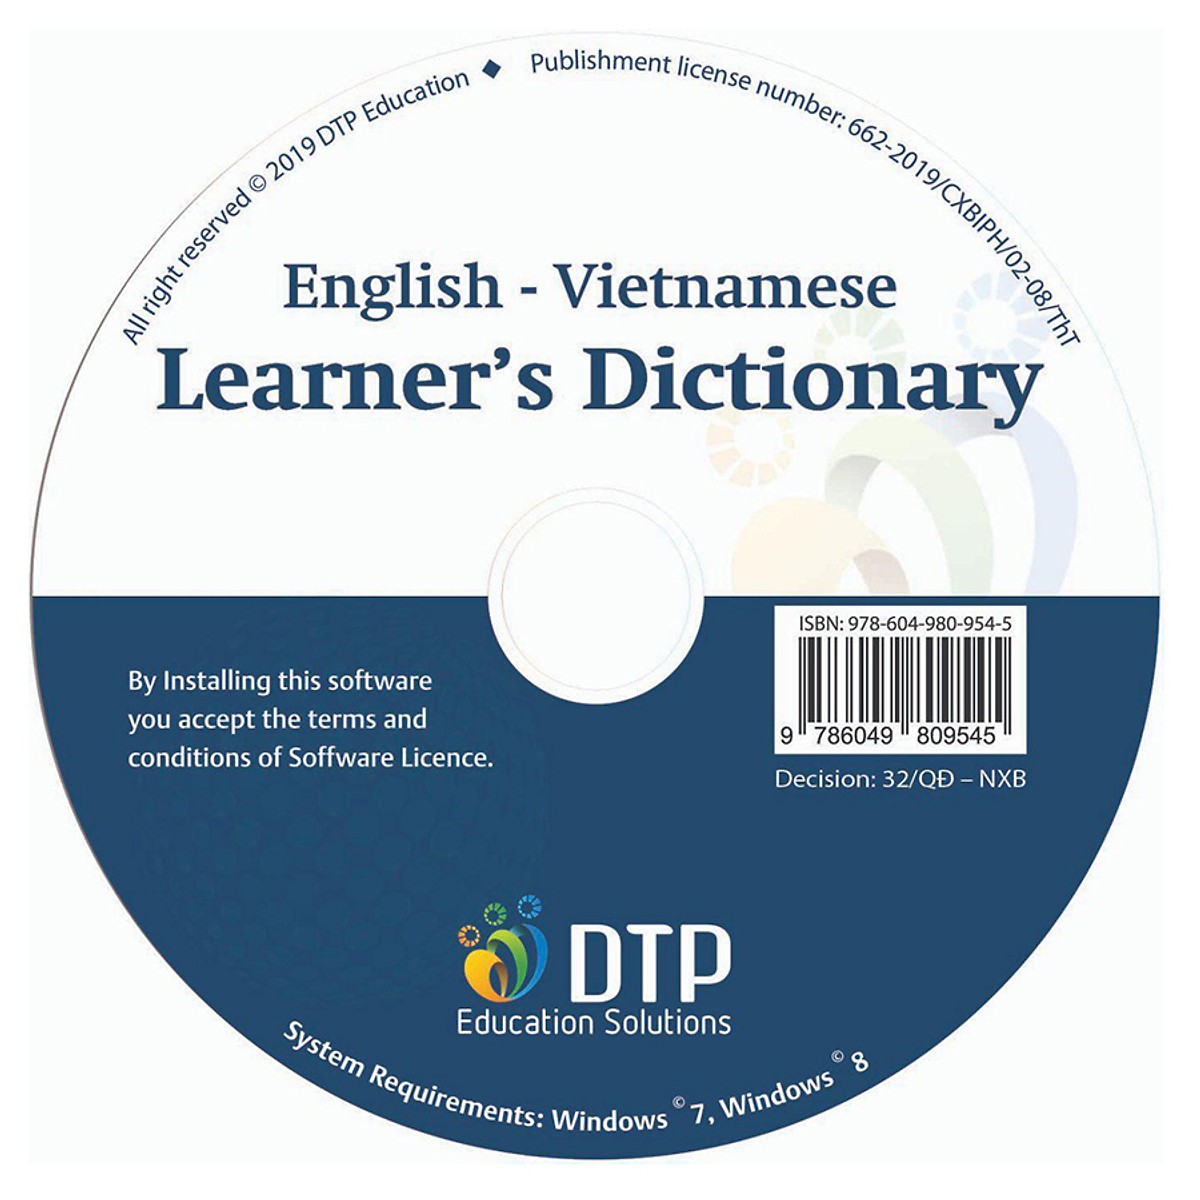 All right reserved © 2019 DTP Education ◆ Publishment license number: 662-2019/CXBIPH/02-08/ThT
English - Vietnamese
Learner’s Dictionary
ISBN: 978-604-980-954-5
9 786049 809545
Decision: 32/QĐ – NXB
By Installing this software
you accept the terms and
conditions of Soffware Licence.
DTP
Education Solutions
System Requirements: Windows © 7, Windows © 8